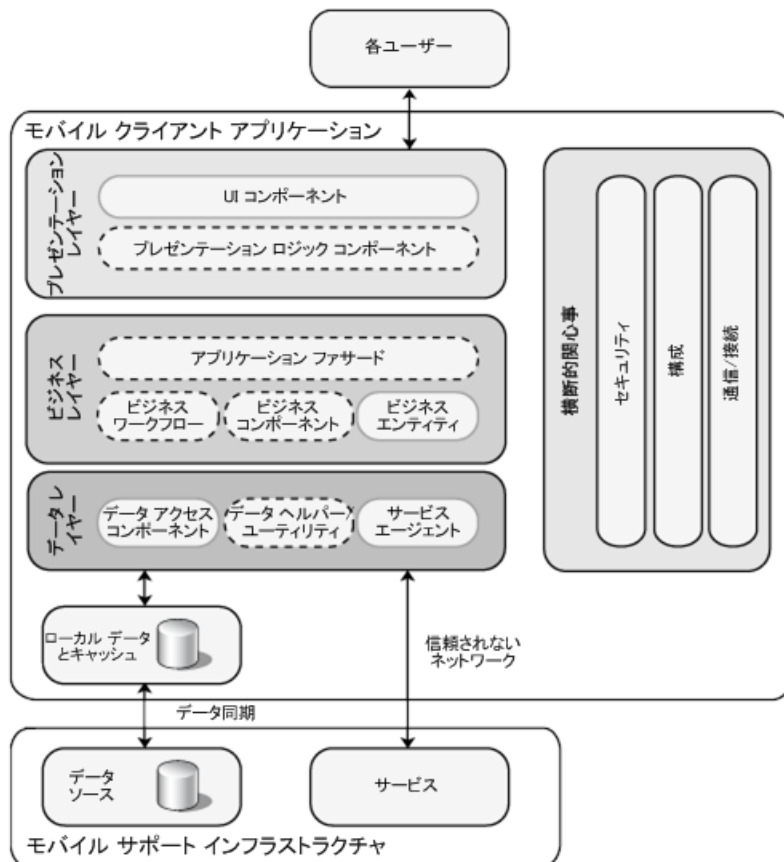 各ユーザー
モバイル クライアント アプリケーション
プレゼンテーション
レイヤー
UI コンポーネント
プレゼンテーション ロジック コンポーネント
ビジネス
レイヤー
アプリケーション ファサード
ビジネス
ワークフロー
ビジネス
コンポーネント
ビジネス
エンティティ
データ レ
イヤー
データ アクセス
コンポーネント
データ ヘルパー/
ユーティリティ
サービス
エージェント
横断的関心事
セキュリティ
構成
通信/接続
ローカル データ
とキャッシュ
信頼されない
ネットワーク
データ同期
データ
ソース
サービス
モバイル サポート インフラストラクチャ